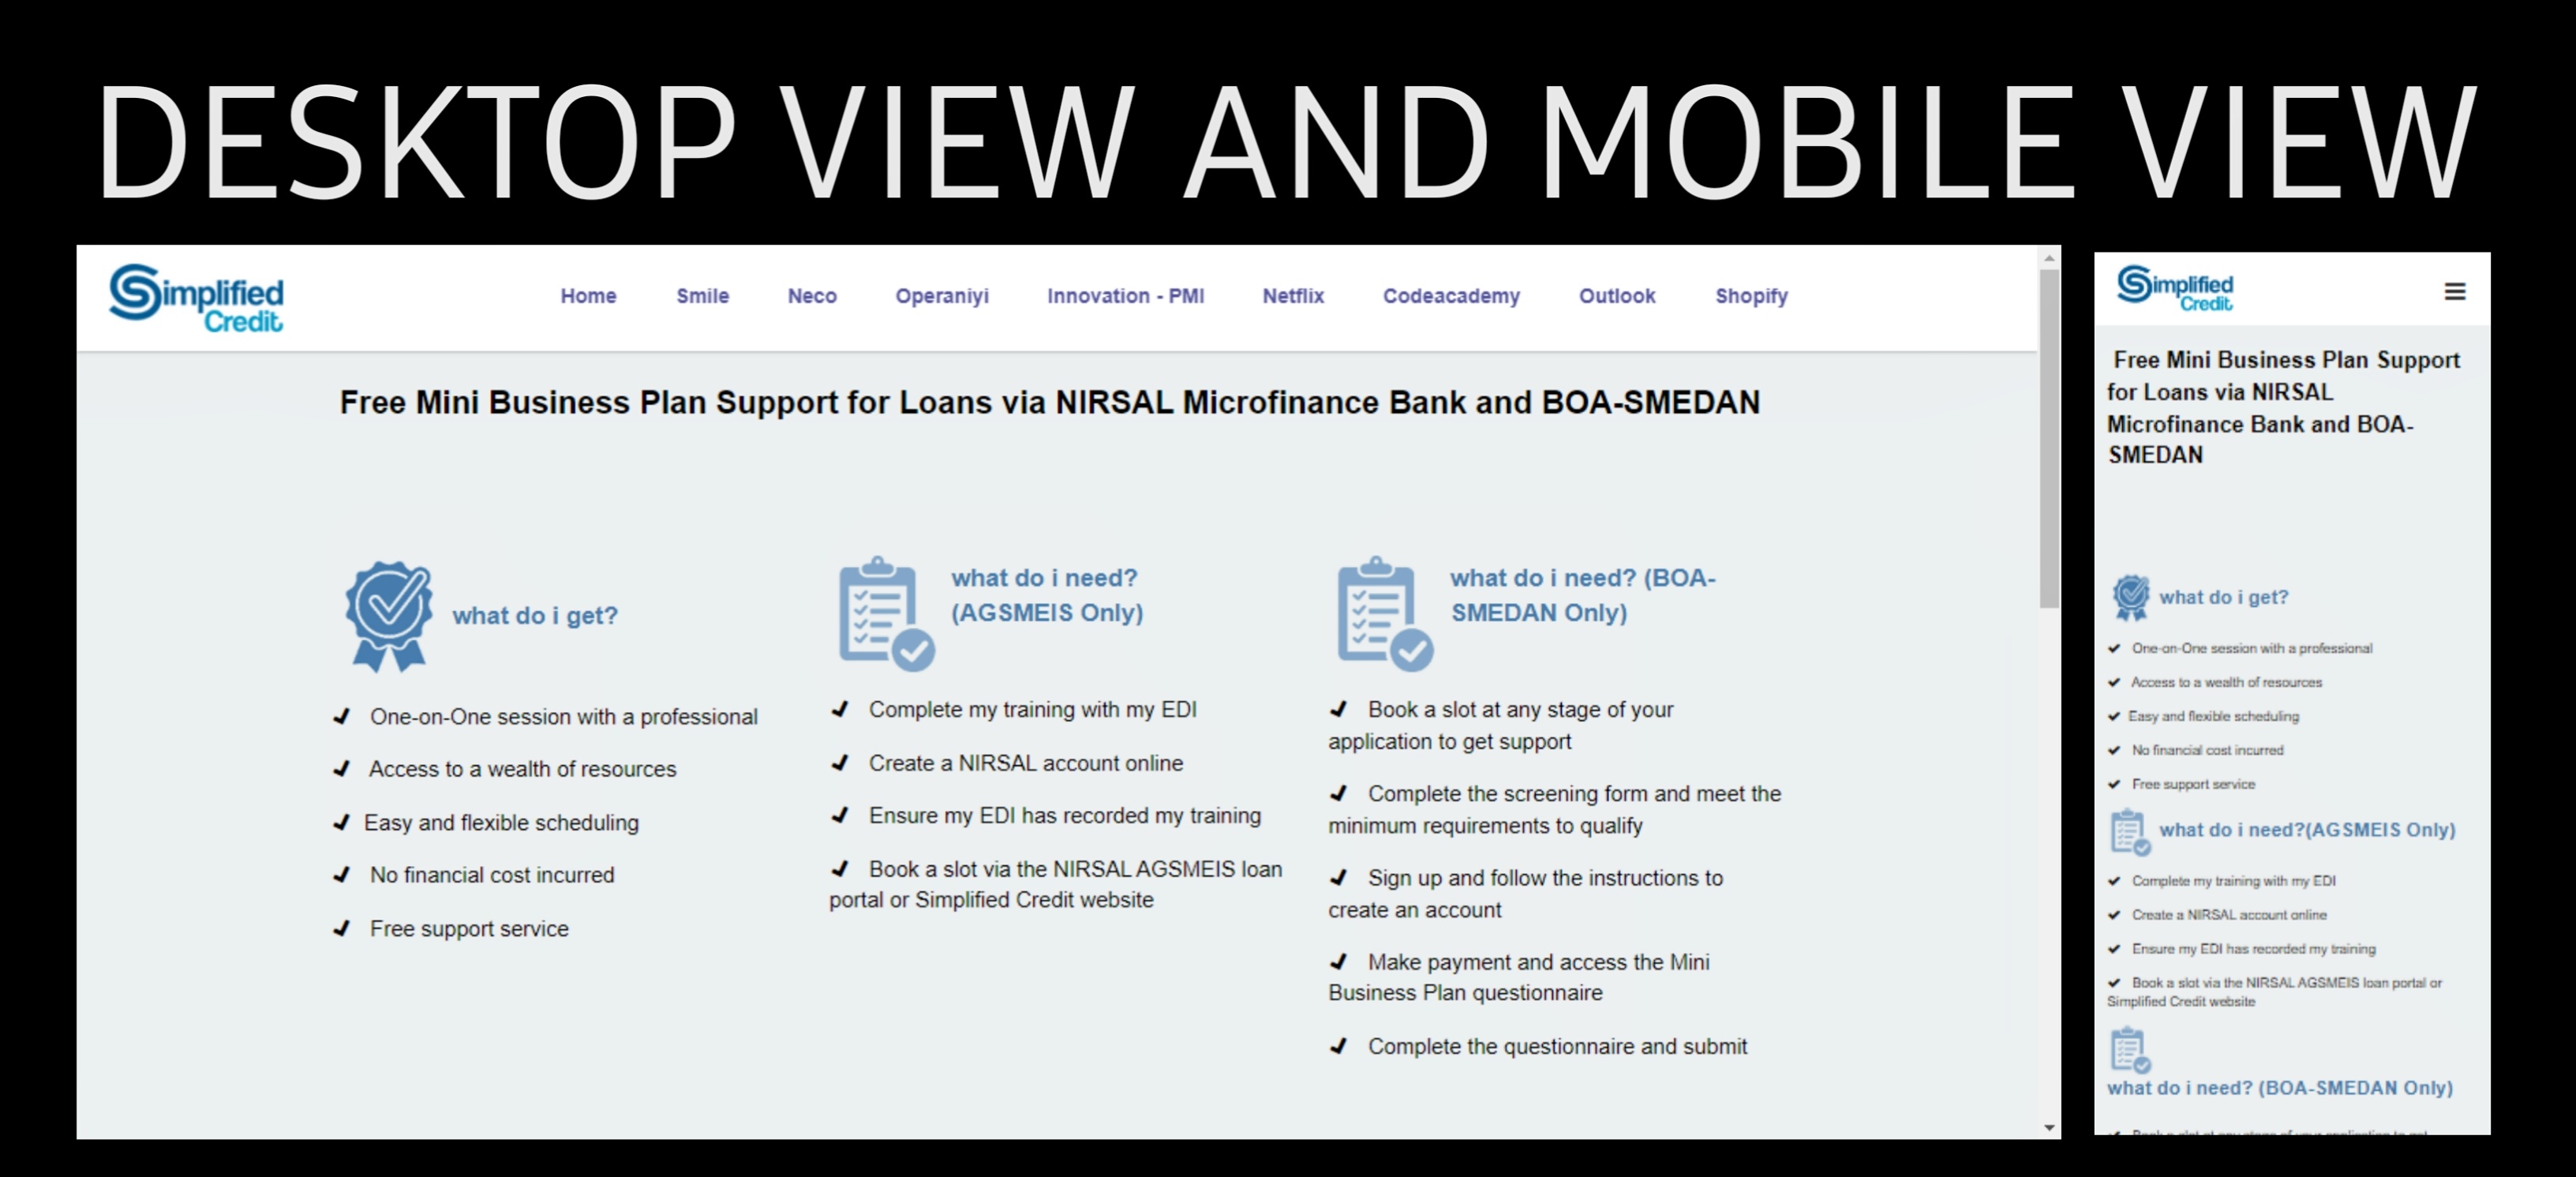 DESKTOP VIEW AND MOBILE VIEW
Simplified
Credit
Home Smile Neco Operaniyi Innovation - PMI Netflix Codeacademy Outlook Shopify
Free Mini Business Plan Support for Loans via NIRSAL Microfinance Bank and BOA-SMEDAN
what do i get?
One-on-One session with a professional
Access to a wealth of resources
Easy and flexible scheduling
No financial cost incurred
Free support service
what do i need?
(AGSMEIS Only)
Complete my training with my EDI
Create a NIRSAL account online
Ensure my EDI has recorded my training
Book a slot via the NIRSAL AGSMEIS loan
portal or Simplified Credit website
what do i need? (BOA-
SMEDAN Only)
Book a slot at any stage of your
application to get support
Complete the screening form and meet the
minimum requirements to qualify
Sign up and follow the instructions to
create an account
Make payment and access the Mini
Business Plan questionnaire
Complete the questionnaire and submit
Simplified
Credit
Free Mini Business Plan Support
for Loans via NIRSAL
Microfinance Bank and BOA-
SMEDAN
what do i get?
One-on-One session with a professional
Access to a wealth of resources
Easy and flexible scheduling
No financial cost incurred
Free support service
what do i need?(AGSMEIS Only)
Complete my training with my EDI
Create a NIRSAL account online
Ensure my EDI has recorded my training
Book a slot via the NIRSAL AGSMEIS loan portal or
Simplified Credit website
what do i need? (BOA-SMEDAN Only)